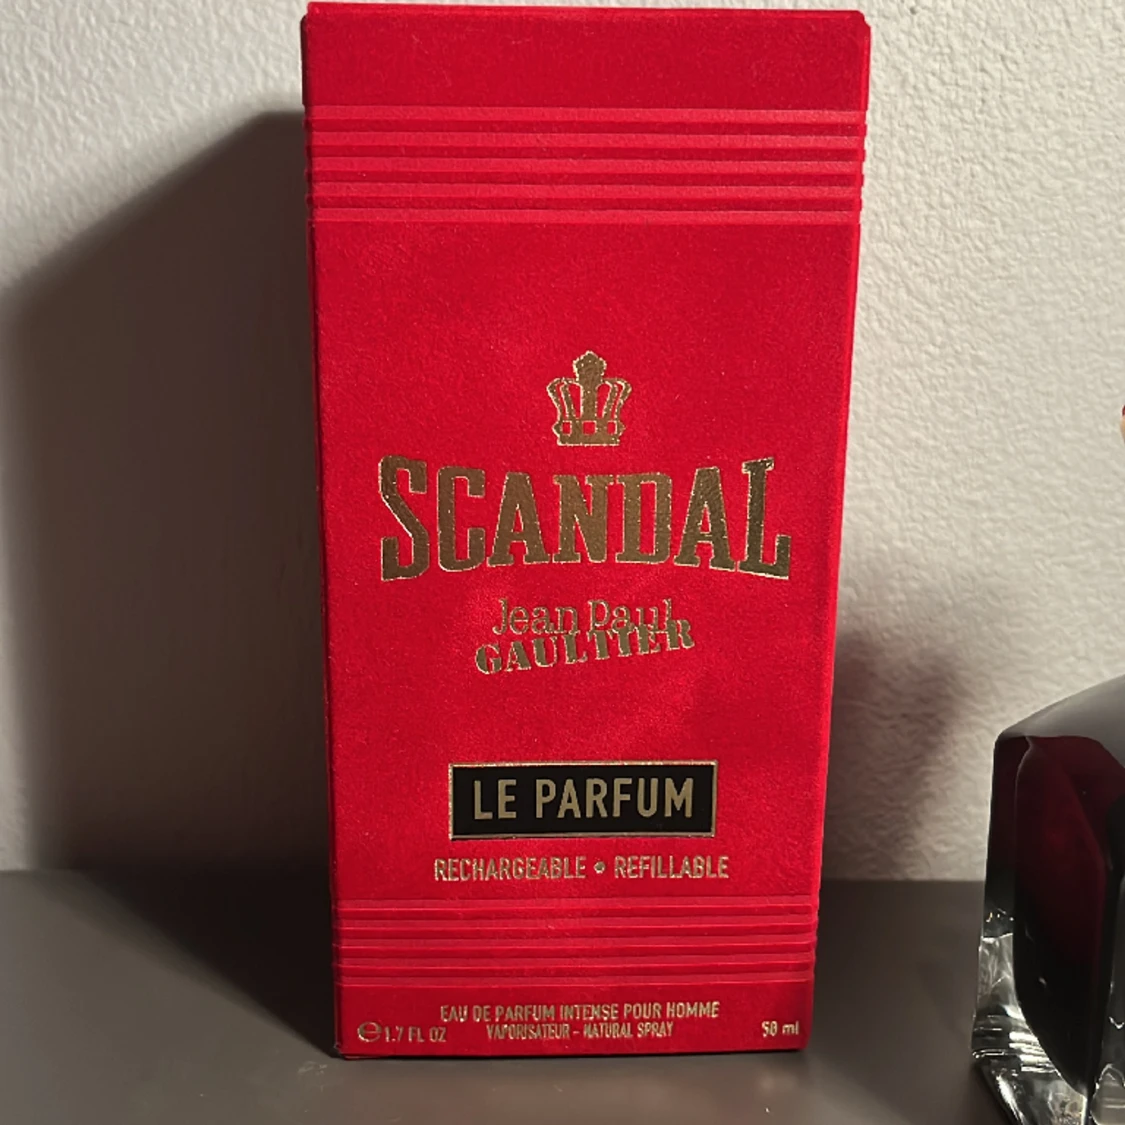 SCANDAL
Jean Paul
GAULTIER
LE PARFUM
RECHARGEABLE • REFILLABLE
EAU DE PARFUM INTENSE POUR HOMME
℮ 1.7 FL OZ VAPORISATEUR - NATURAL SPRAY 50 ml